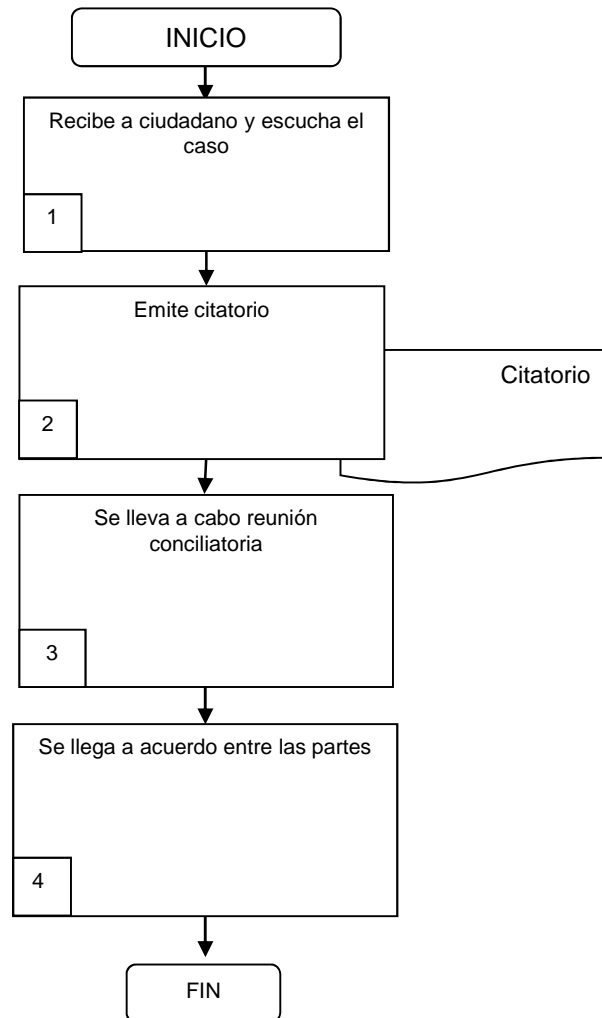 INICIO
Recibe a ciudadano y escucha el
caso
1
Emite citatorio
Citatorio
2
Se lleva a cabo reunión
conciliatoria
3
Se llega a acuerdo entre las partes
4
FIN